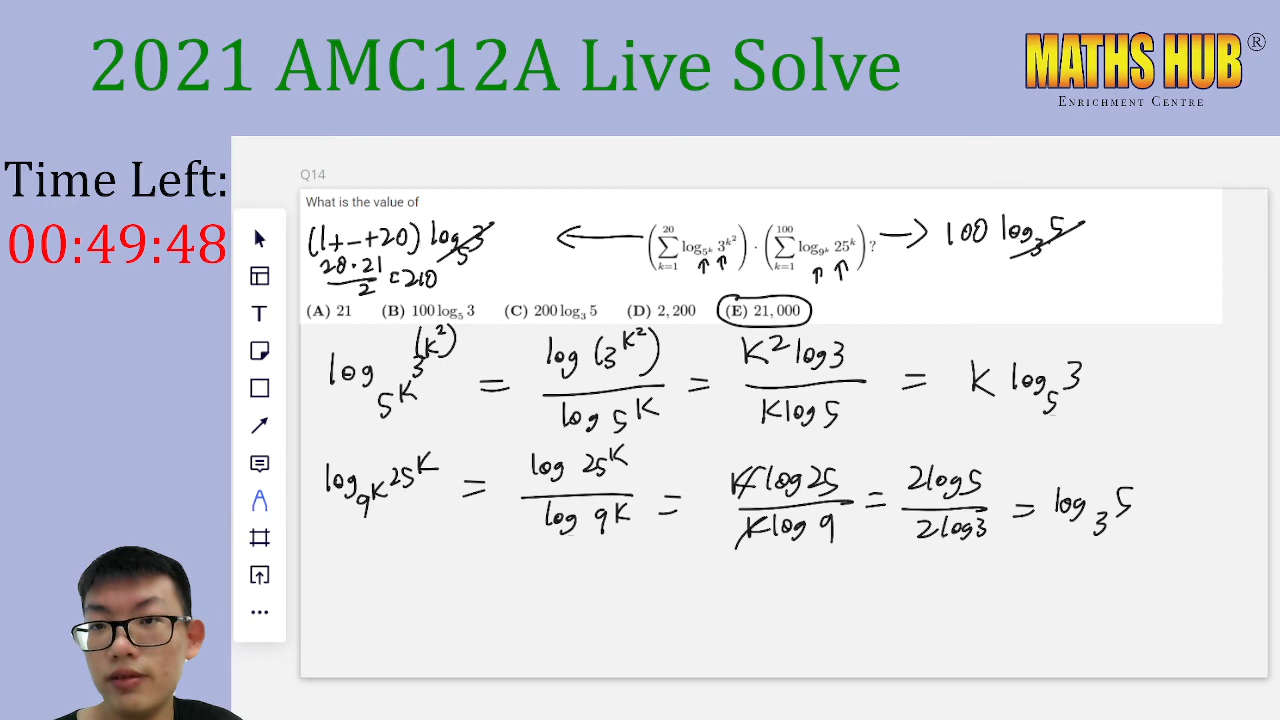 2021 AMC12A Live Solve
MATHS HUB®
ENRICHMENT CENTRE
Time Left:
00:49:48
Q14
What is the value of
(1+-+20) log_5 3 ← (∑_{k=1}^{20} log_{5^k} 3^{k^2}) · (∑_{k=1}^{100} log_{9^k} 25^k)? → 100 log_3 5
20·21/2 = 210
(A) 21 (B) 100 log_5 3 (C) 200 log_3 5 (D) 2,200 (E) 21,000
log_{5^k} 3^{(k^2)} = log(3^{k^2})/log 5^k = k^2 log 3/k log 5 = k log_5 3
log_{9^k} 25^k = log 25^k/log 9^k = k log 25/k log 9 = 2 log 5/2 log 3 = log_3 5